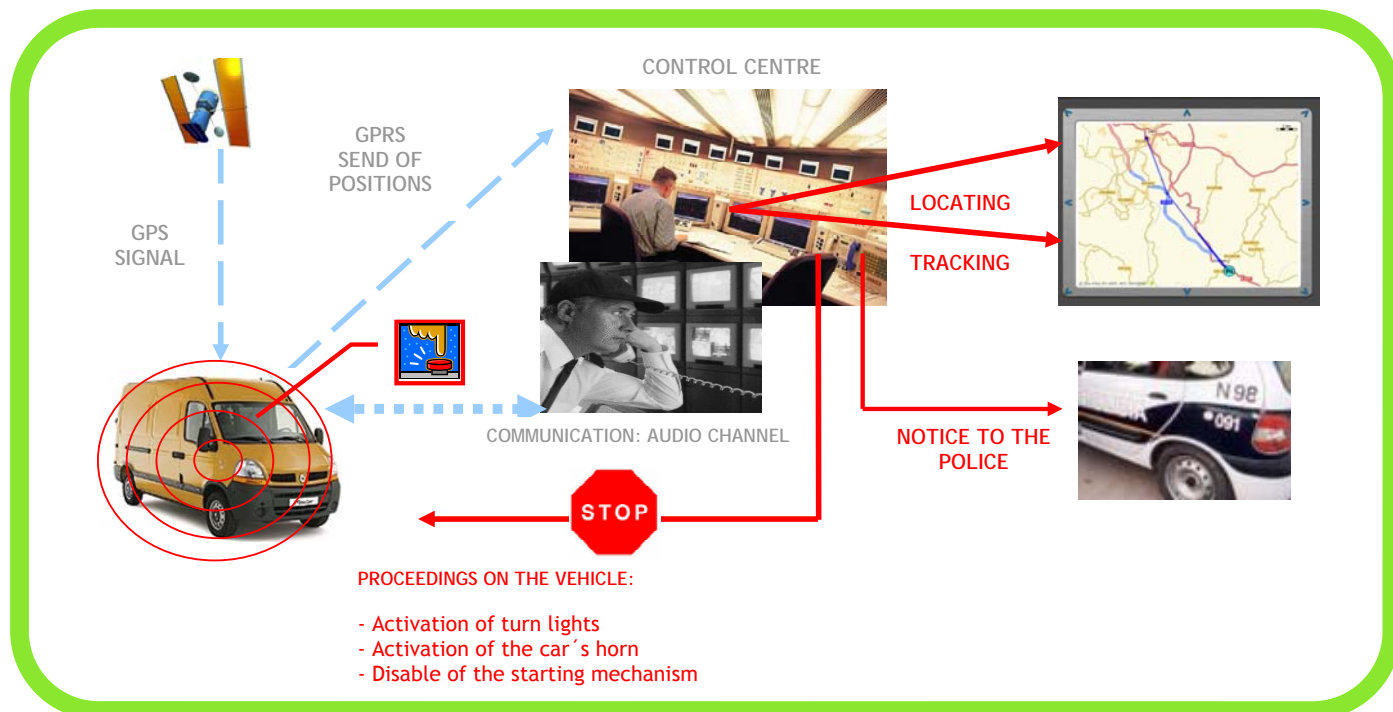 CONTROL CENTRE
GPRS
SEND OF
POSITIONS
GPS
SIGNAL
LOCATING
TRACKING
N 98
091
COMMUNICATION: AUDIO CHANNEL
NOTICE TO THE
POLICE
STOP
PROCEEDINGS ON THE VEHICLE:
- Activation of turn lights
- Activation of the car´s horn
- Disable of the starting mechanism